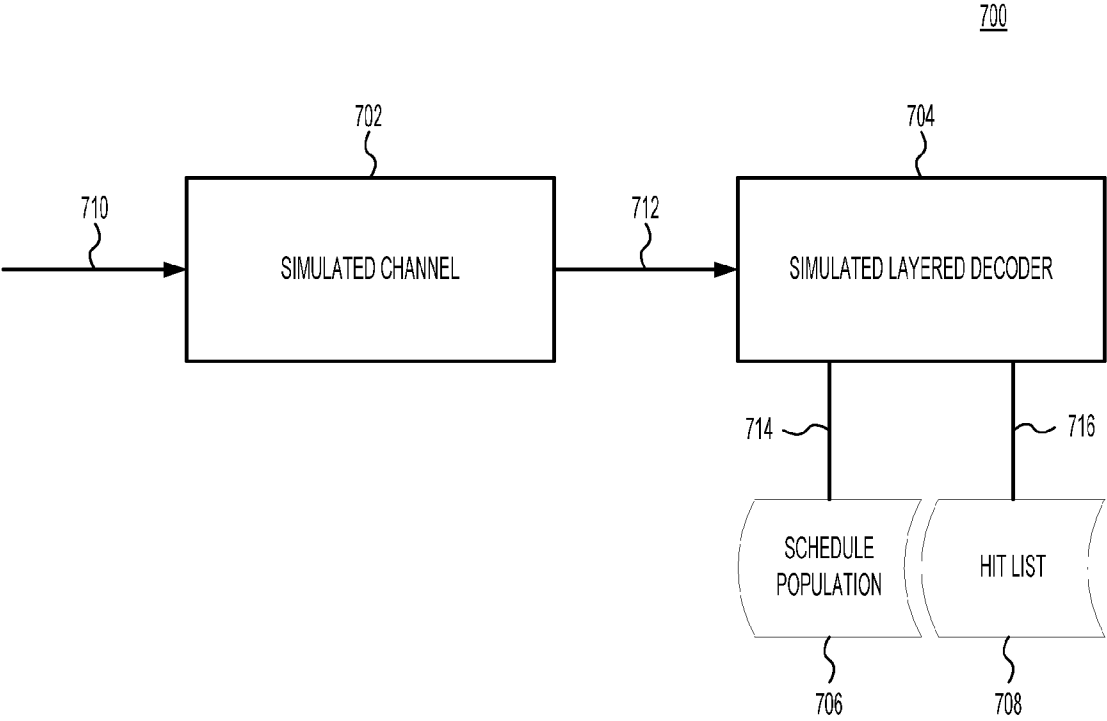 700
702
704
710
712
SIMULATED CHANNEL
SIMULATED LAYERED DECODER
714
716
SCHEDULE
POPULATION
HIT LIST
706
708